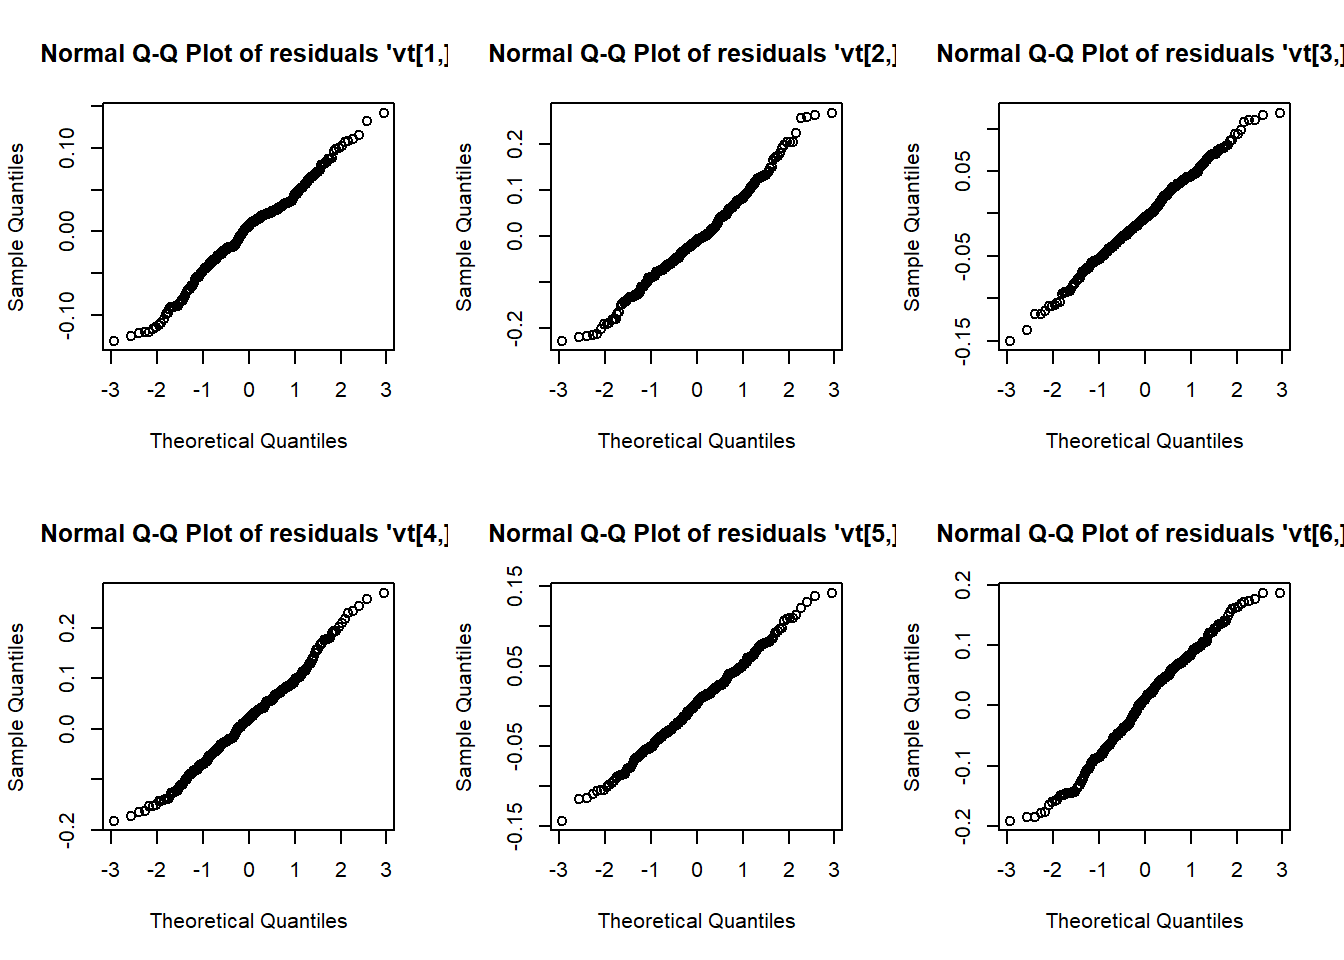 Normal Q-Q Plot of residuals 'vt[1,]
Sample Quantiles
0.10
0.00
-0.10
-3 -2 -1 0 1 2 3
Theoretical Quantiles
Normal Q-Q Plot of residuals 'vt[2,]
Sample Quantiles
0.2
0.1
0.0
-0.2
-3 -2 -1 0 1 2 3
Theoretical Quantiles
Normal Q-Q Plot of residuals 'vt[3,]
Sample Quantiles
0.05
-0.05
-0.15
-3 -2 -1 0 1 2 3
Theoretical Quantiles
Normal Q-Q Plot of residuals 'vt[4,]
Sample Quantiles
0.2
0.1
0.0
-0.2
-3 -2 -1 0 1 2 3
Theoretical Quantiles
Normal Q-Q Plot of residuals 'vt[5,]
Sample Quantiles
0.15
0.05
-0.05
-0.15
-3 -2 -1 0 1 2 3
Theoretical Quantiles
Normal Q-Q Plot of residuals 'vt[6,]
Sample Quantiles
0.2
0.1
0.0
-0.1
-0.2
-3 -2 -1 0 1 2 3
Theoretical Quantiles